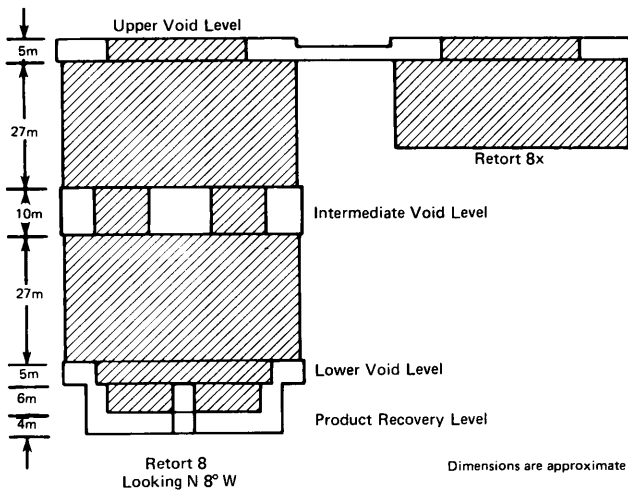 Upper Void Level
5m
27m
Retort 8x
10m
Intermediate Void Level
27m
5m
Lower Void Level
6m
Product Recovery Level
4m
Retort 8
Looking N 8° W
Dimensions are approximate